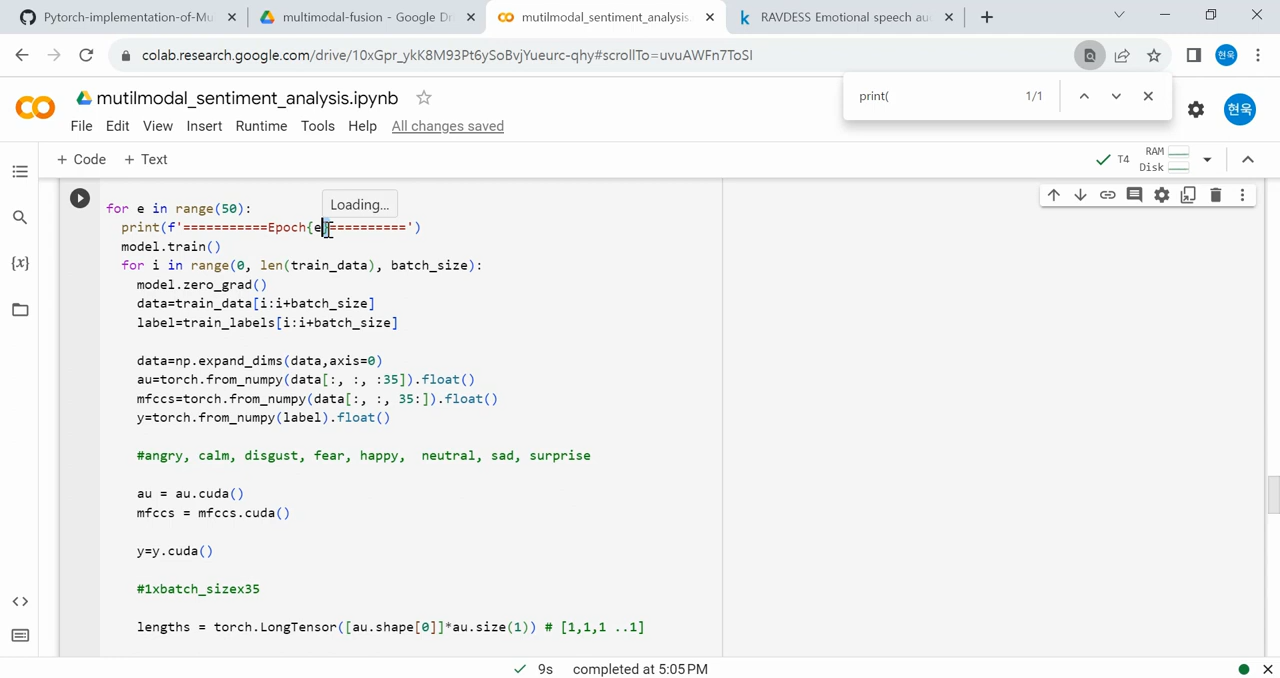 Pytorch-implementation-of-Mu
multimodal-fusion - Google Dr
mutilmodal_sentiment_analysis.
RAVDESS Emotional speech au
colab.research.google.com/drive/10xGpr_ykK8M93Pt6ySoBvjYueurc-qhy#scrollTo=uvuAWFn7ToSI
현욱
mutilmodal_sentiment_analysis.ipynb
print(
1/1
현욱
File Edit View Insert Runtime Tools Help All changes saved
+ Code + Text
T4
RAM
Disk
Loading...
for e in range(50):
print(f'===========Epoch{e}==========')
model.train()
for i in range(0, len(train_data), batch_size):
model.zero_grad()
data=train_data[i:i+batch_size]
label=train_labels[i:i+batch_size]
data=np.expand_dims(data,axis=0)
au=torch.from_numpy(data[:, :, :35]).float()
mfccs=torch.from_numpy(data[:, :, 35:]).float()
y=torch.from_numpy(label).float()
#angry, calm, disgust, fear, happy,  neutral, sad, surprise
au = au.cuda()
mfccs = mfccs.cuda()
y=y.cuda()
#1xbatch_sizex35
lengths = torch.LongTensor([au.shape[0]]*au.size(1)) # [1,1,1 ..1]
{x}
<>
9s completed at 5:05 PM